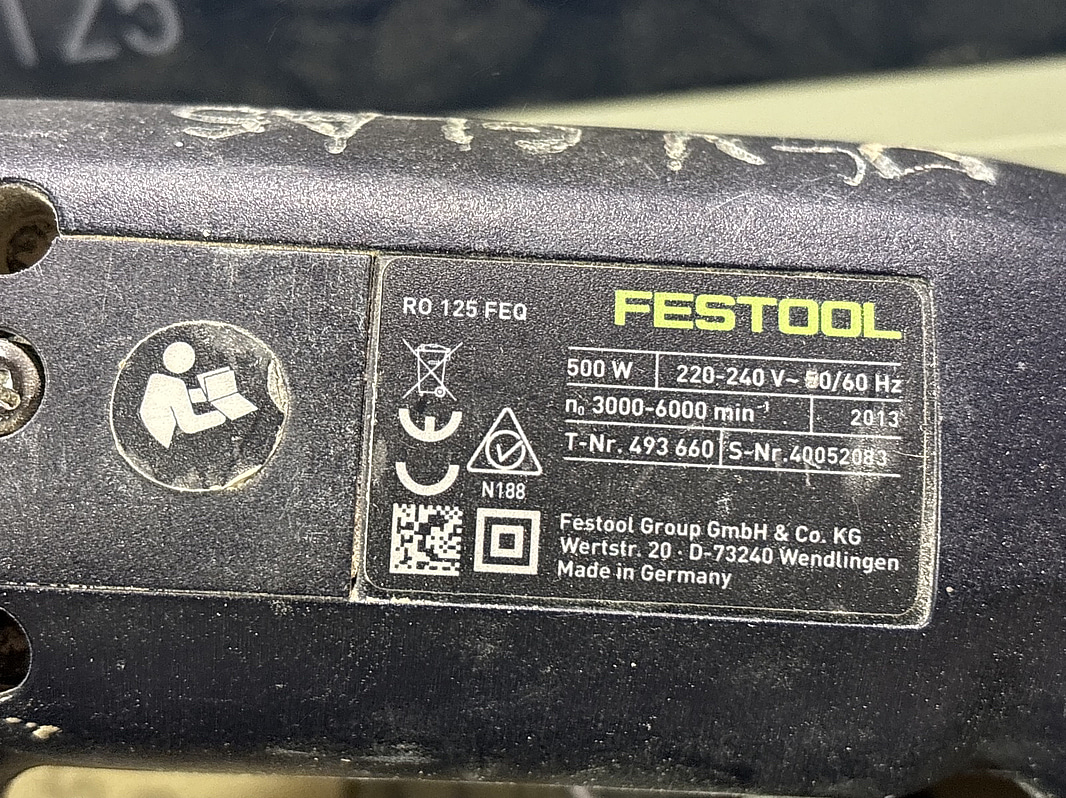 125
RO 125 FEQ
FESTOOL
500 W 220-240 V~ 50/60 Hz
n₀ 3000-6000 min⁻¹ 2013
T-Nr. 493 660 S-Nr. 40052083
N188
Festool Group GmbH & Co. KG
Wertstr. 20 · D-73240 Wendlingen
Made in Germany